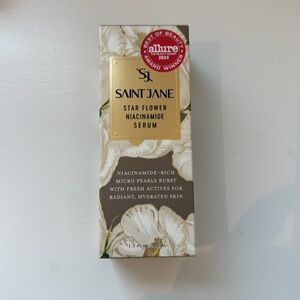 BEST OF BEAUTY
allure
2024
AWARD WINNER
SJ
SAINT JANE
STAR FLOWER
NIACINAMIDE
SERUM
NIACINAMIDE-RICH
MICRO PEARLS BURST
WITH FRESH ACTIVES FOR
RADIANT, HYDRATED SKIN